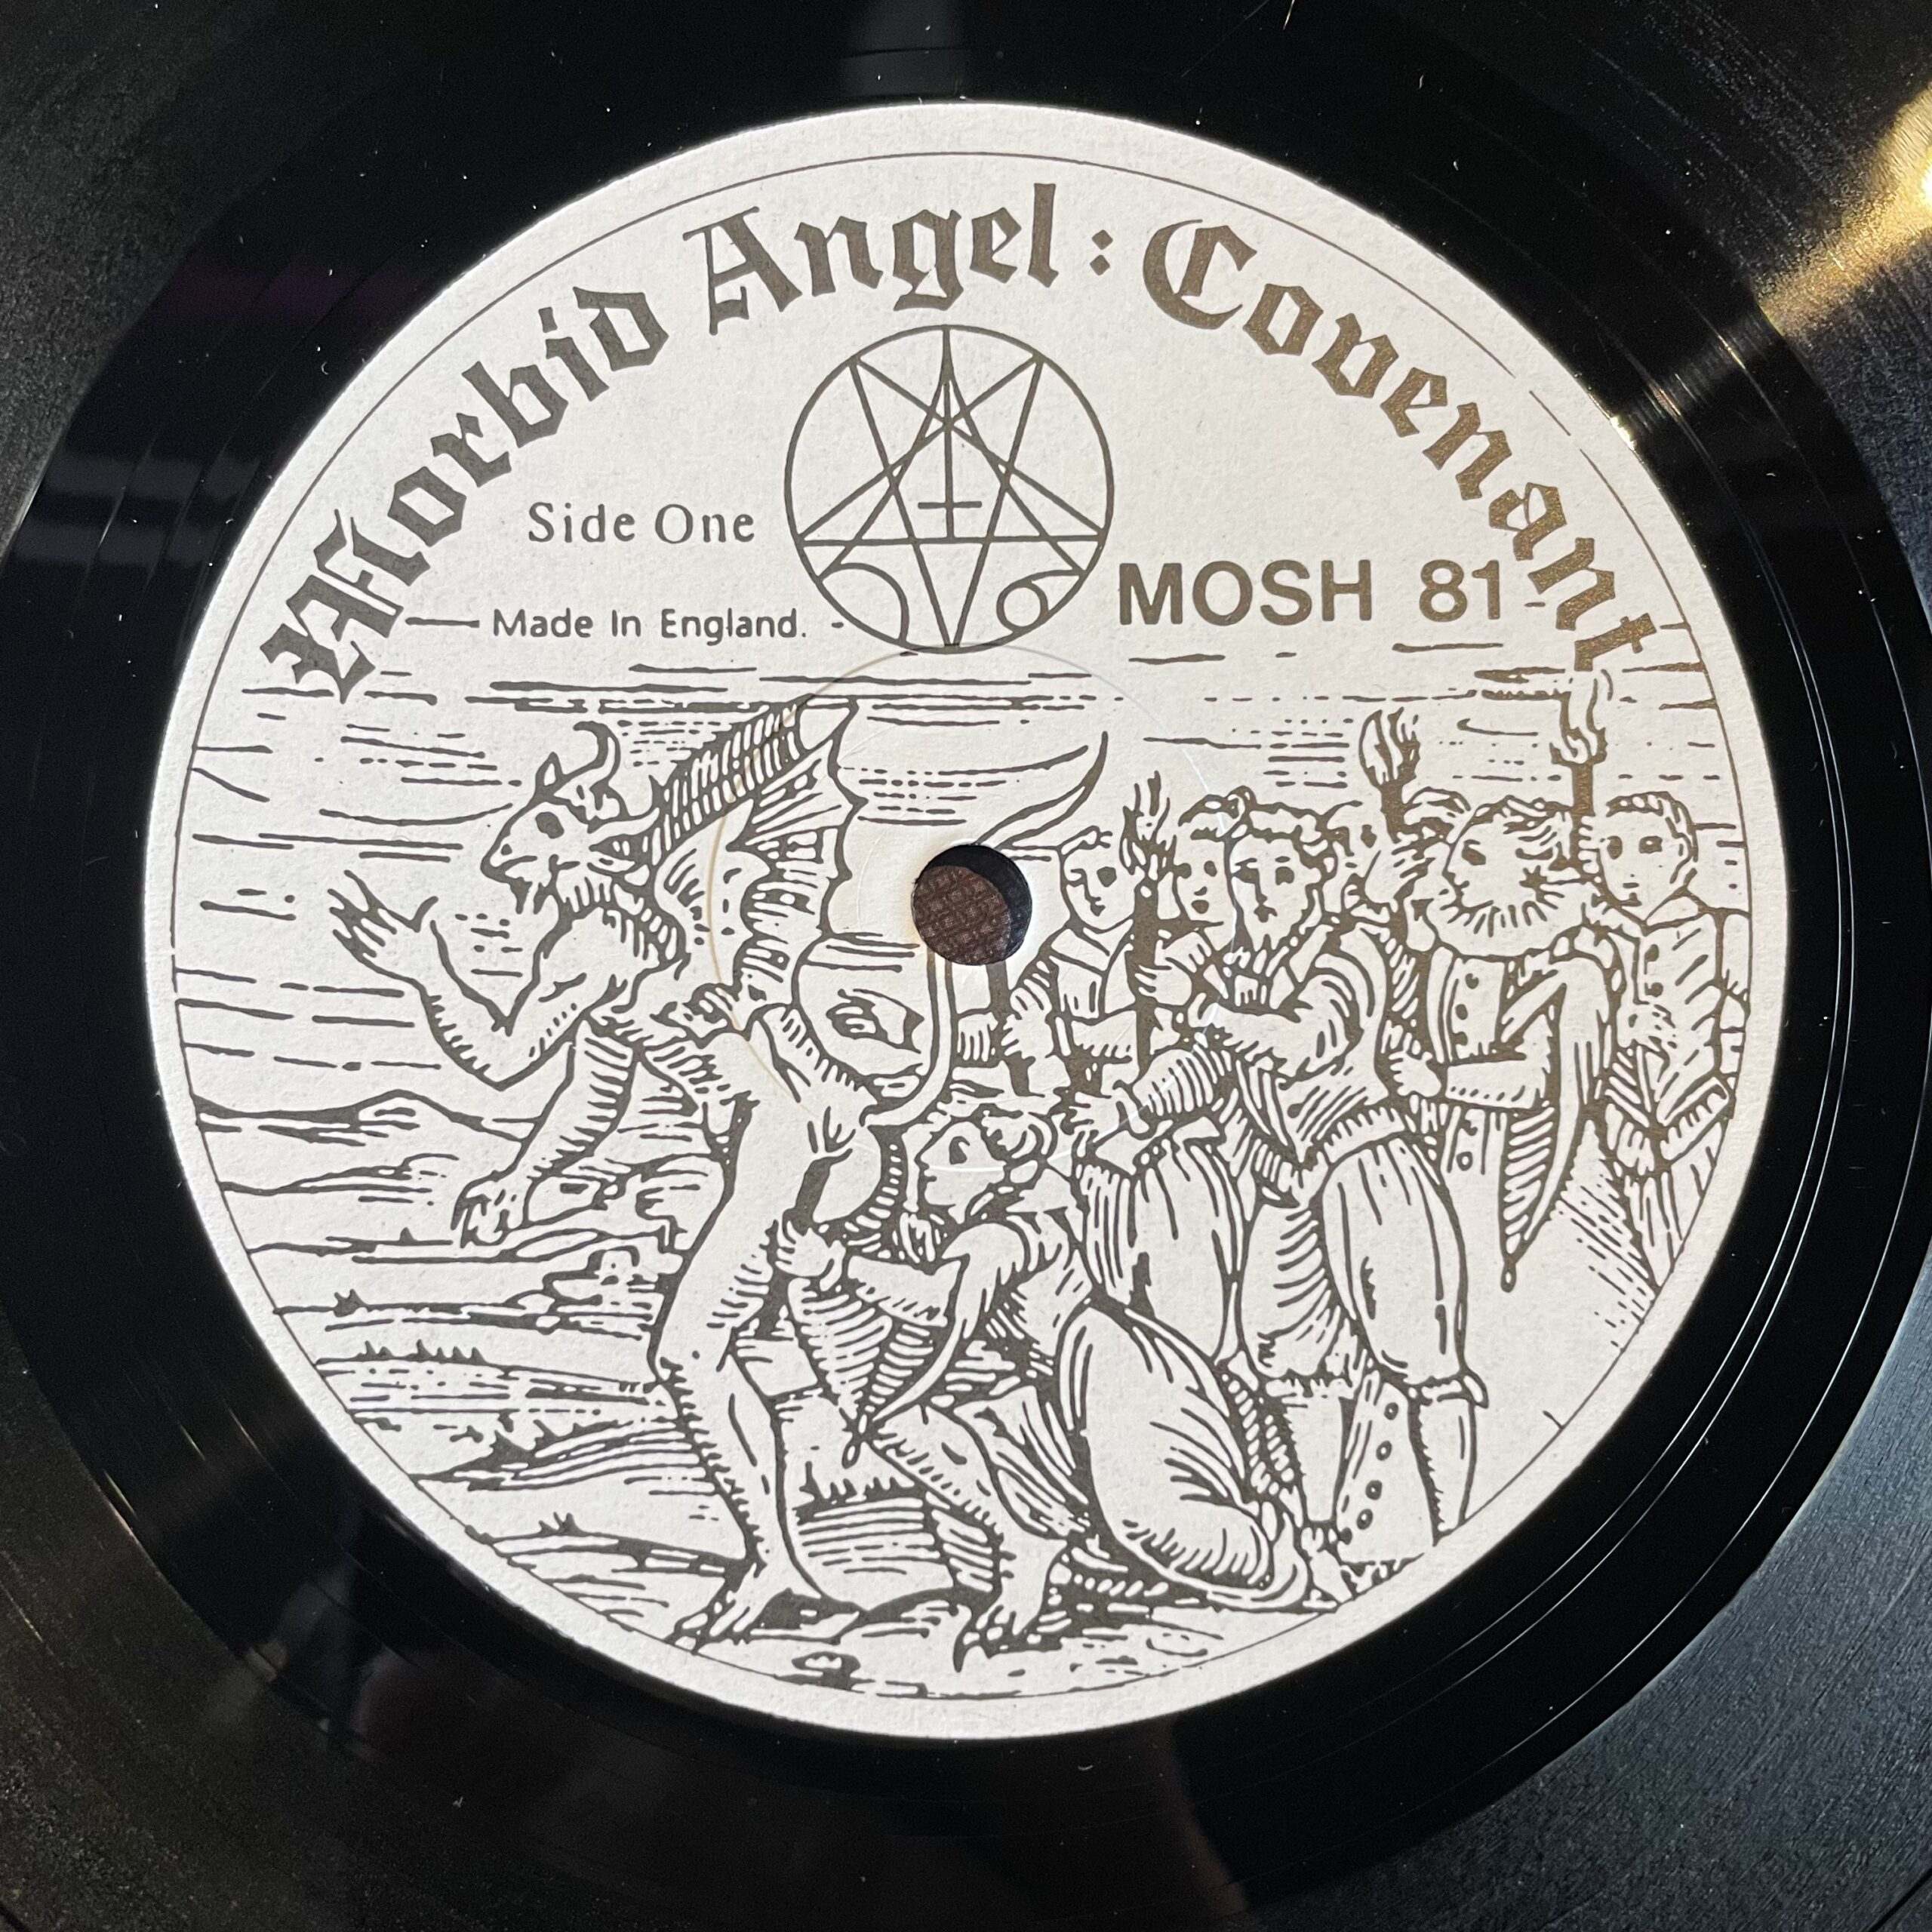 Morbid Angel : Covenant
Side One
MOSH 81
Made In England.